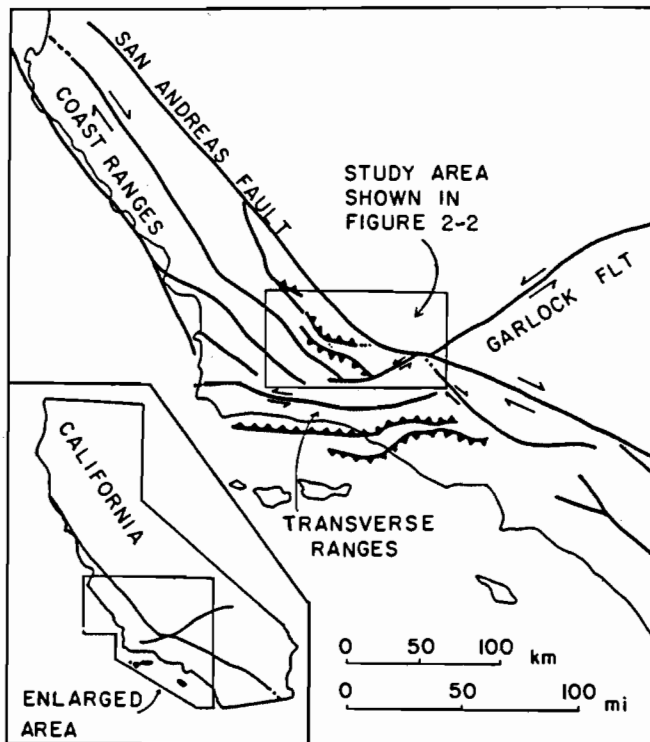 SAN ANDREAS FAULT
COAST RANGES
STUDY AREA
SHOWN IN
FIGURE 2-2
GARLOCK FLT
CALIFORNIA
TRANSVERSE
RANGES
0 50 100
km
0 50 100
mi
ENLARGED
AREA